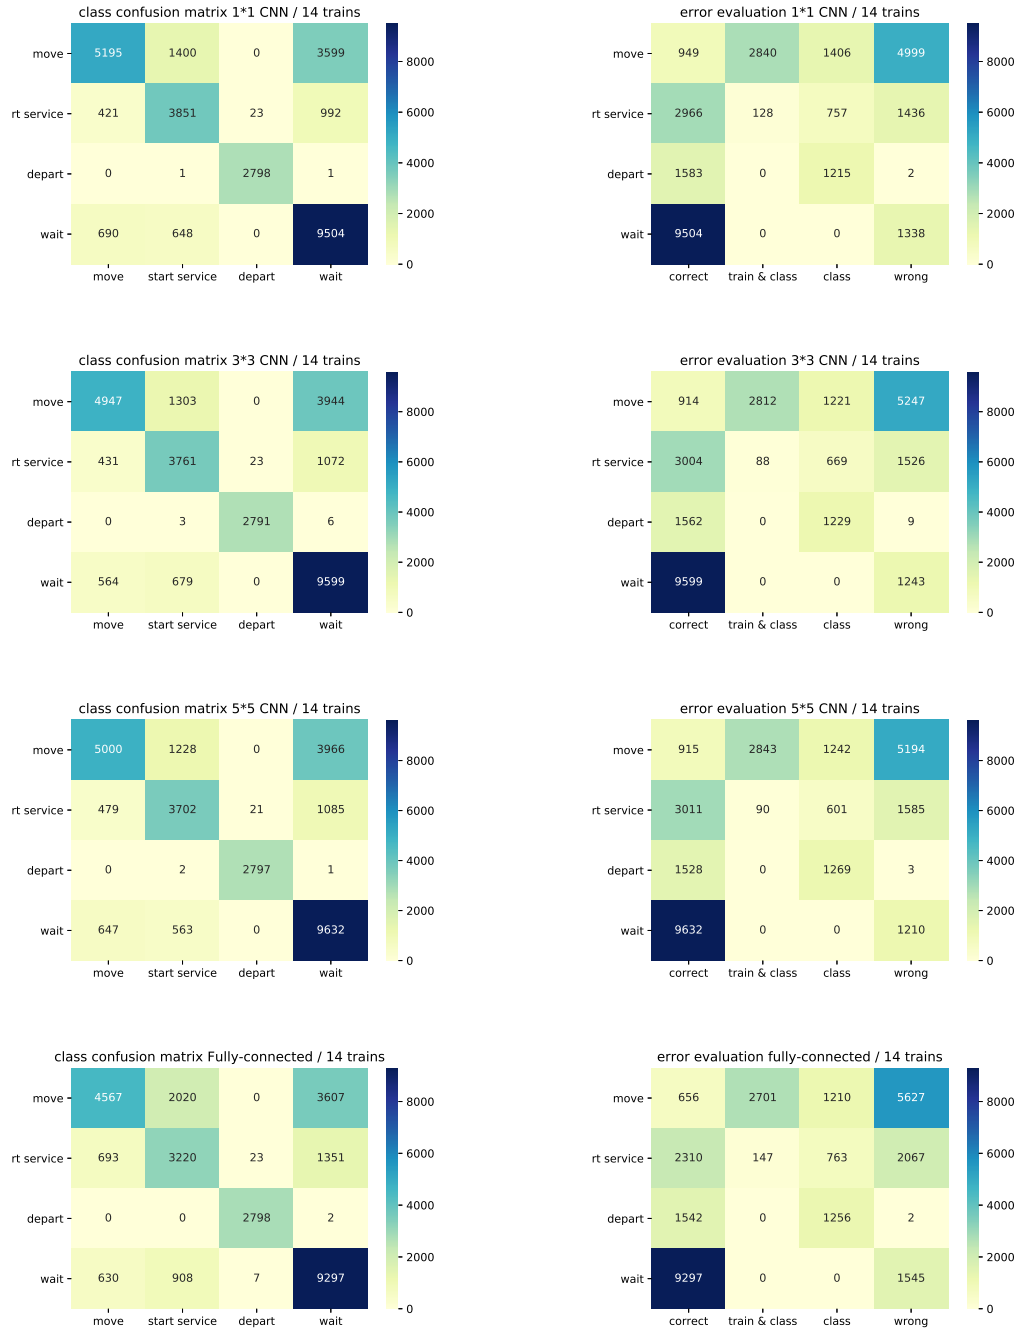 class confusion matrix 1*1 CNN / 14 trains
move 5195 1400 0 3599
rt service 421 3851 23 992
depart 0 1 2798 1
wait 690 648 0 9504
move start service depart wait
8000
6000
4000
2000
0
error evaluation 1*1 CNN / 14 trains
move 949 2840 1406 4999
rt service 2966 128 757 1436
depart 1583 0 1215 2
wait 9504 0 0 1338
correct train & class class wrong
8000
6000
4000
2000
0
class confusion matrix 3*3 CNN / 14 trains
move 4947 1303 0 3944
rt service 431 3761 23 1072
depart 0 3 2791 6
wait 564 679 0 9599
move start service depart wait
8000
6000
4000
2000
0
error evaluation 3*3 CNN / 14 trains
move 914 2812 1221 5247
rt service 3004 88 669 1526
depart 1562 0 1229 9
wait 9599 0 0 1243
correct train & class class wrong
8000
6000
4000
2000
0
class confusion matrix 5*5 CNN / 14 trains
move 5000 1228 0 3966
rt service 479 3702 21 1085
depart 0 2 2797 1
wait 647 563 0 9632
move start service depart wait
8000
6000
4000
2000
0
error evaluation 5*5 CNN / 14 trains
move 915 2843 1242 5194
rt service 3011 90 601 1585
depart 1528 0 1269 3
wait 9632 0 0 1210
correct train & class class wrong
8000
6000
4000
2000
0
class confusion matrix Fully-connected / 14 trains
move 4567 2020 0 3607
rt service 693 3220 23 1351
depart 0 0 2798 2
wait 630 908 7 9297
move start service depart wait
8000
6000
4000
2000
0
error evaluation fully-connected / 14 trains
move 656 2701 1210 5627
rt service 2310 147 763 2067
depart 1542 0 1256 2
wait 9297 0 0 1545
correct train & class class wrong
8000
6000
4000
2000
0